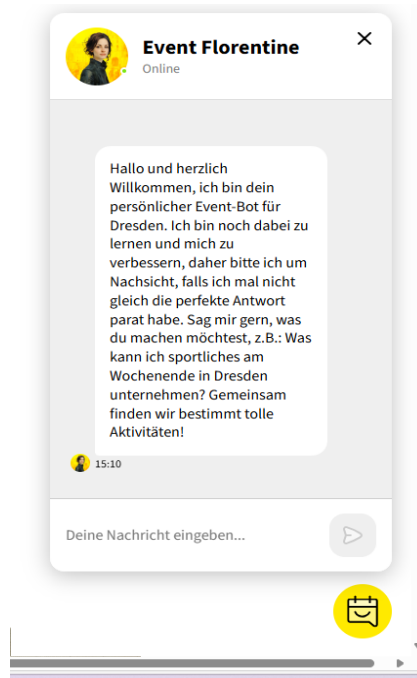 Event Florentine
Online
Hallo und herzlich
Willkommen, ich bin dein
persönlicher Event-Bot für
Dresden. Ich bin noch dabei zu
lernen und mich zu
verbessern, daher bitte ich um
Nachsicht, falls ich mal nicht
gleich die perfekte Antwort
parat habe. Sag mir gern, was
du machen möchtest, z.B.: Was
kann ich sportliches am
Wochenende in Dresden
unternehmen? Gemeinsam
finden wir bestimmt tolle
Aktivitäten!
15:10
Deine Nachricht eingeben...